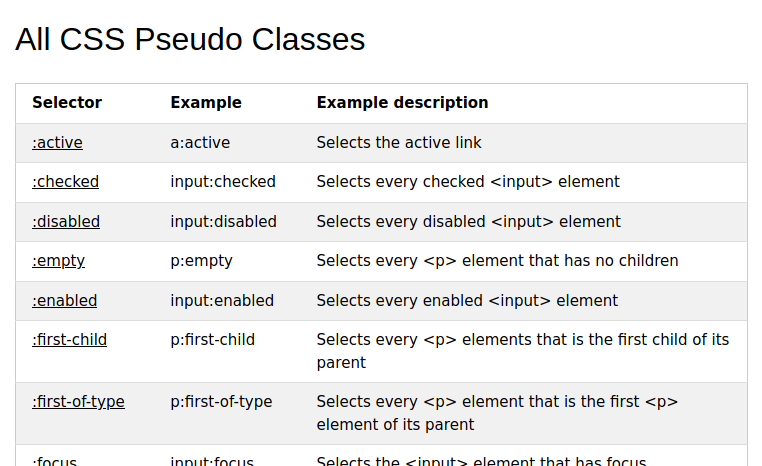 All CSS Pseudo Classes
Selector Example Example description
:active a:active Selects the active link
:checked input:checked Selects every checked <input> element
:disabled input:disabled Selects every disabled <input> element
:empty p:empty Selects every <p> element that has no children
:enabled input:enabled Selects every enabled <input> element
:first-child p:first-child Selects every <p> elements that is the first child of its
parent
:first-of-type p:first-of-type Selects every <p> element that is the first <p>
element of its parent
:focus input:focus Selects the <input> element that has focus